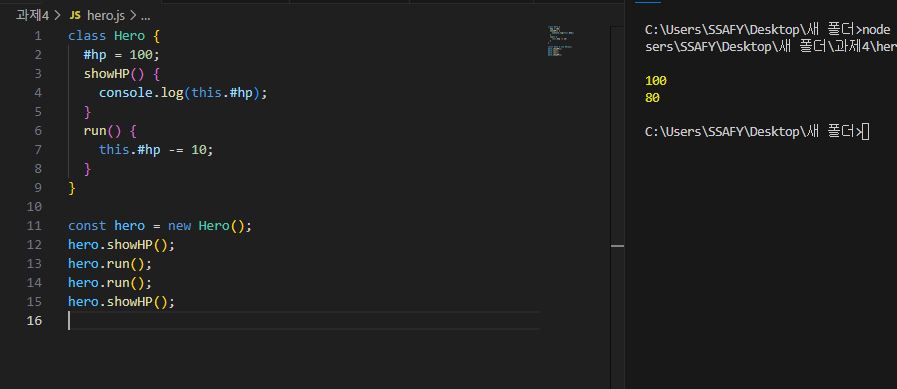 과제4 > JS hero.js > ...
1 class Hero {
2 #hp = 100;
3 showHP() {
4 console.log(this.#hp);
5 }
6 run() {
7 this.#hp -= 10;
8 }
9 }
10
11 const hero = new Hero();
12 hero.showHP();
13 hero.run();
14 hero.run();
15 hero.showHP();
16
C:\Users\SSAFY\Desktop\새 폴더>node
sers\SSAFY\Desktop\새 폴더\과제4\her
100
80
C:\Users\SSAFY\Desktop\새 폴더>